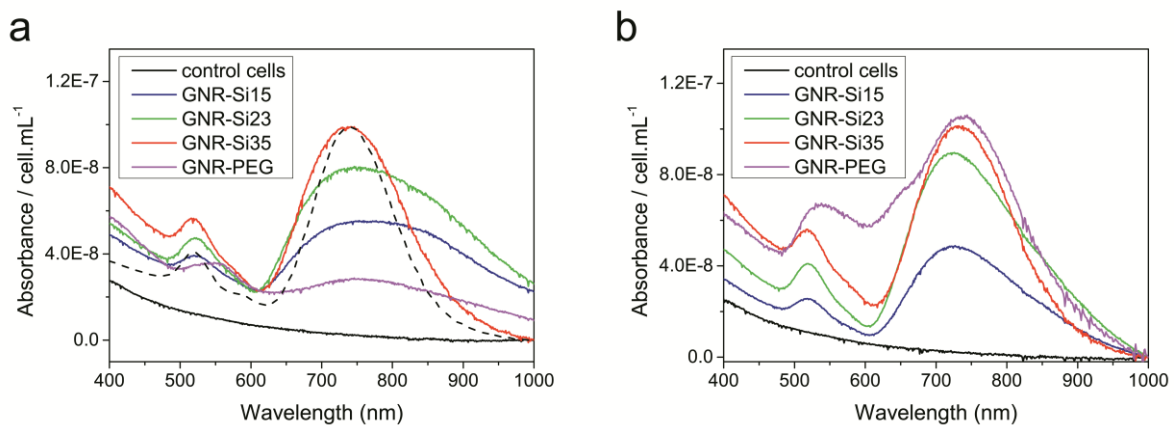 a
1.2E-7
8.0E-8
4.0E-8
0.0
Absorbance / cell.mL-1
control cells
GNR-Si15
GNR-Si23
GNR-Si35
GNR-PEG
400 500 600 700 800 900 1000
Wavelength (nm)
b
1.2E-7
8.0E-8
4.0E-8
0.0
Absorbance / cell.mL-1
control cells
GNR-Si15
GNR-Si23
GNR-Si35
GNR-PEG
400 500 600 700 800 900 1000
Wavelength (nm)